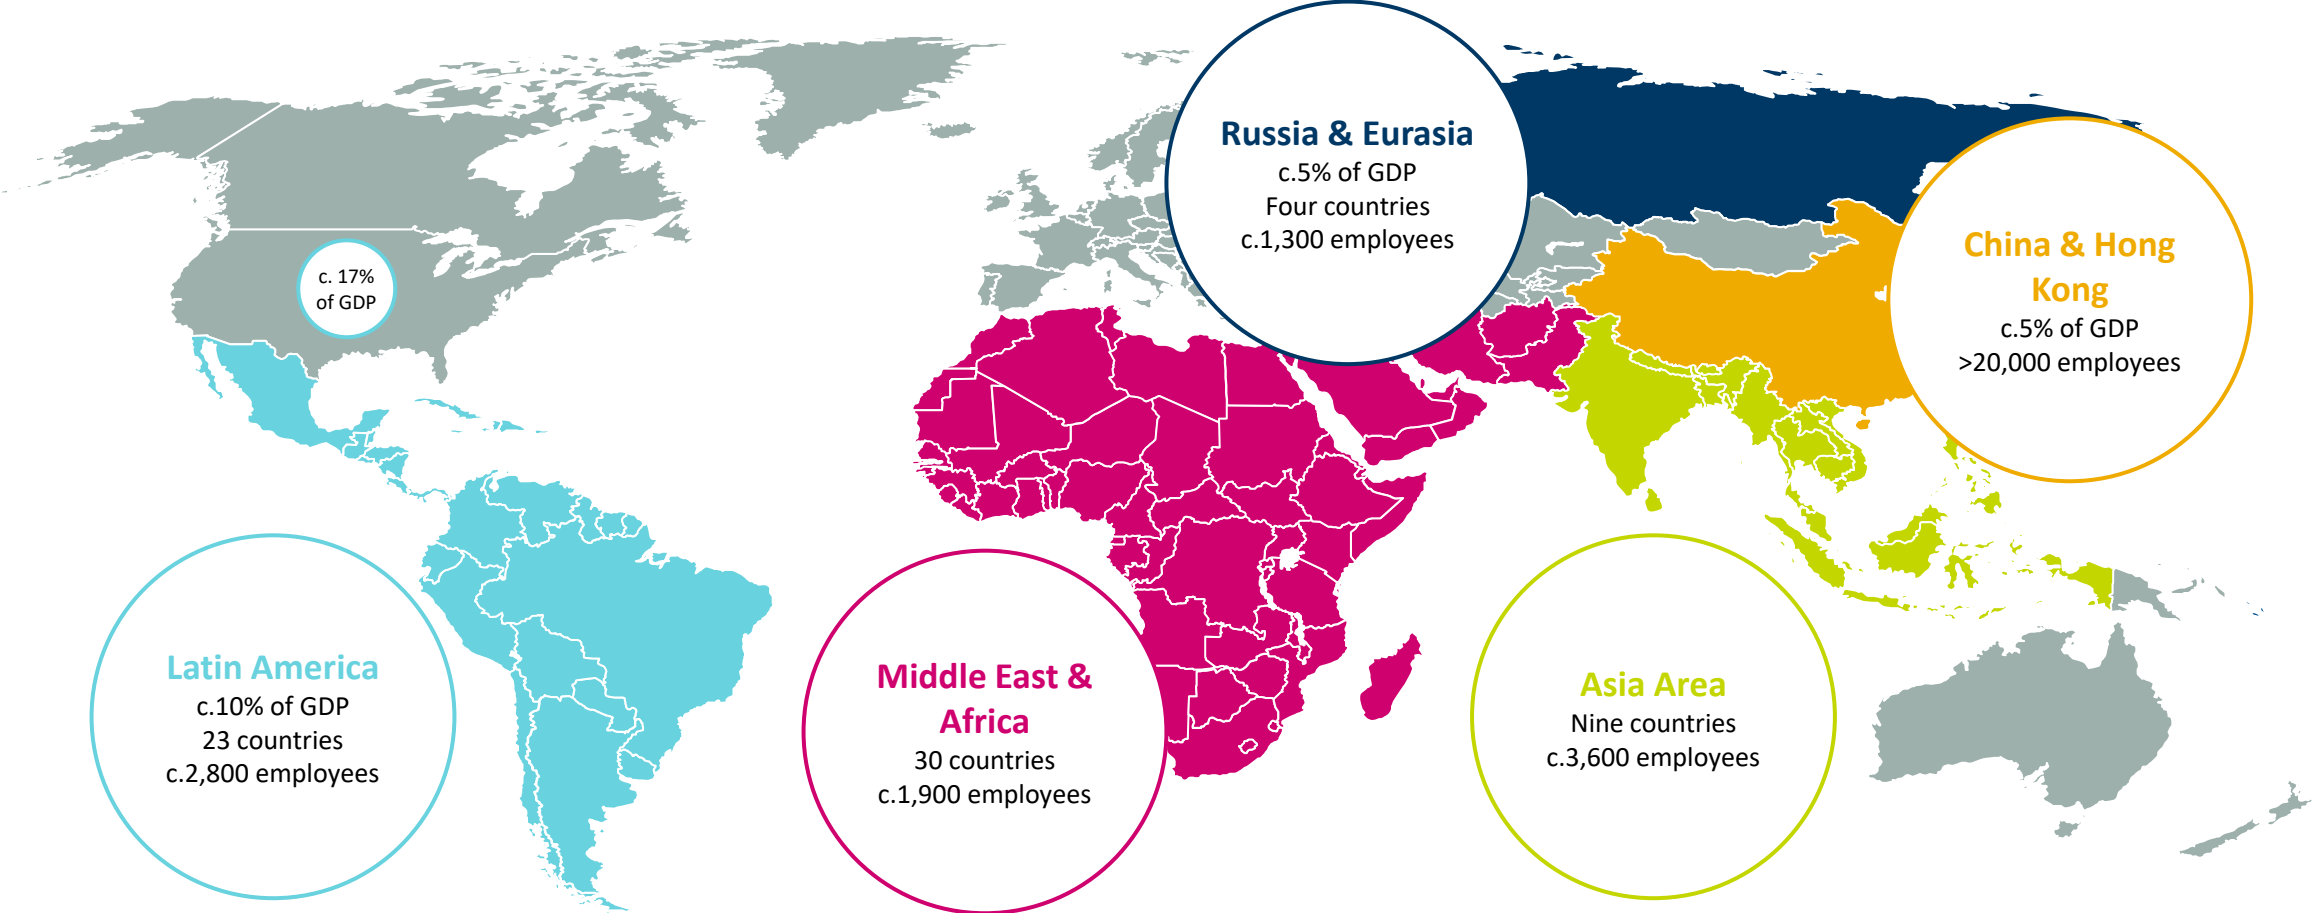 Russia & Eurasia
c.5% of GDP
Four countries
c.1,300 employees
China & Hong
Kong
c.5% of GDP
>20,000 employees
c. 17%
of GDP
Latin America
c.10% of GDP
23 countries
c.2,800 employees
Middle East &
Africa
30 countries
c.1,900 employees
Asia Area
Nine countries
c.3,600 employees